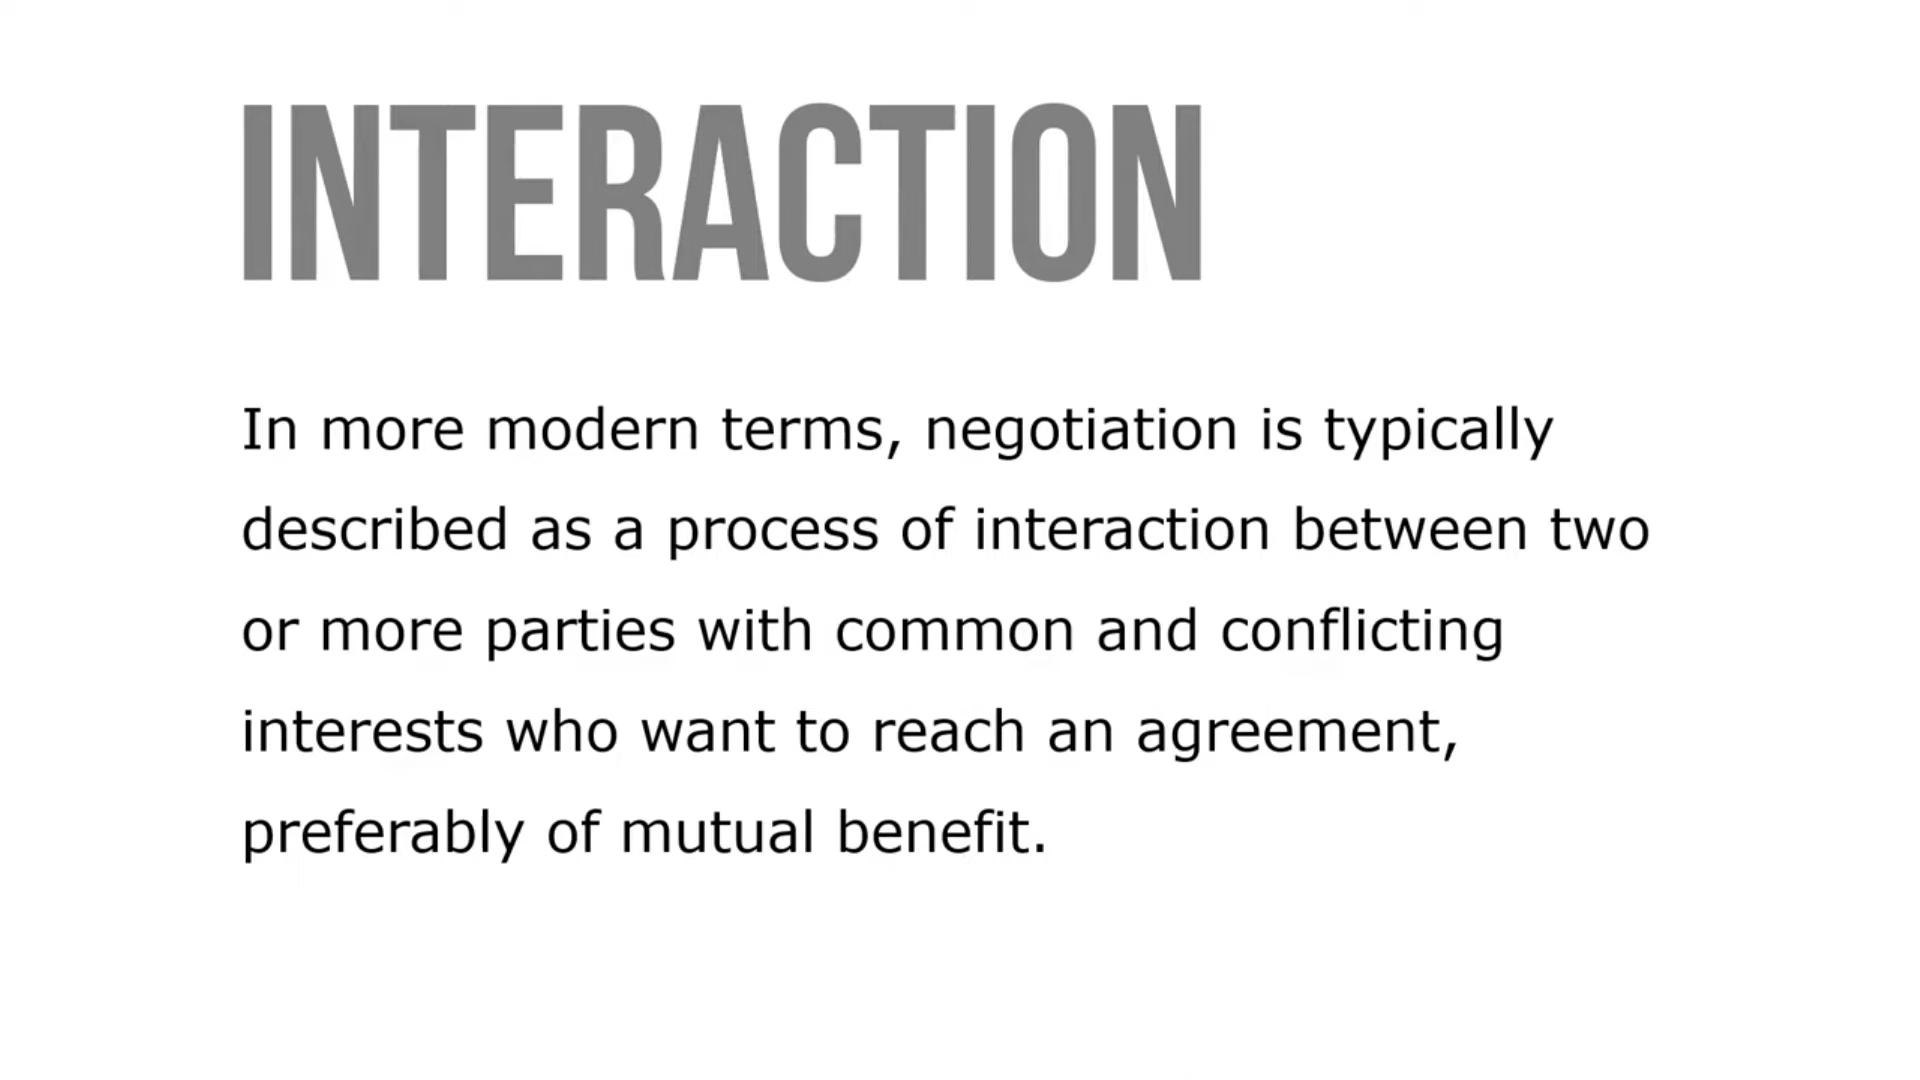 INTERACTION
In more modern terms, negotiation is typically
described as a process of interaction between two
or more parties with common and conflicting
interests who want to reach an agreement,
preferably of mutual benefit.